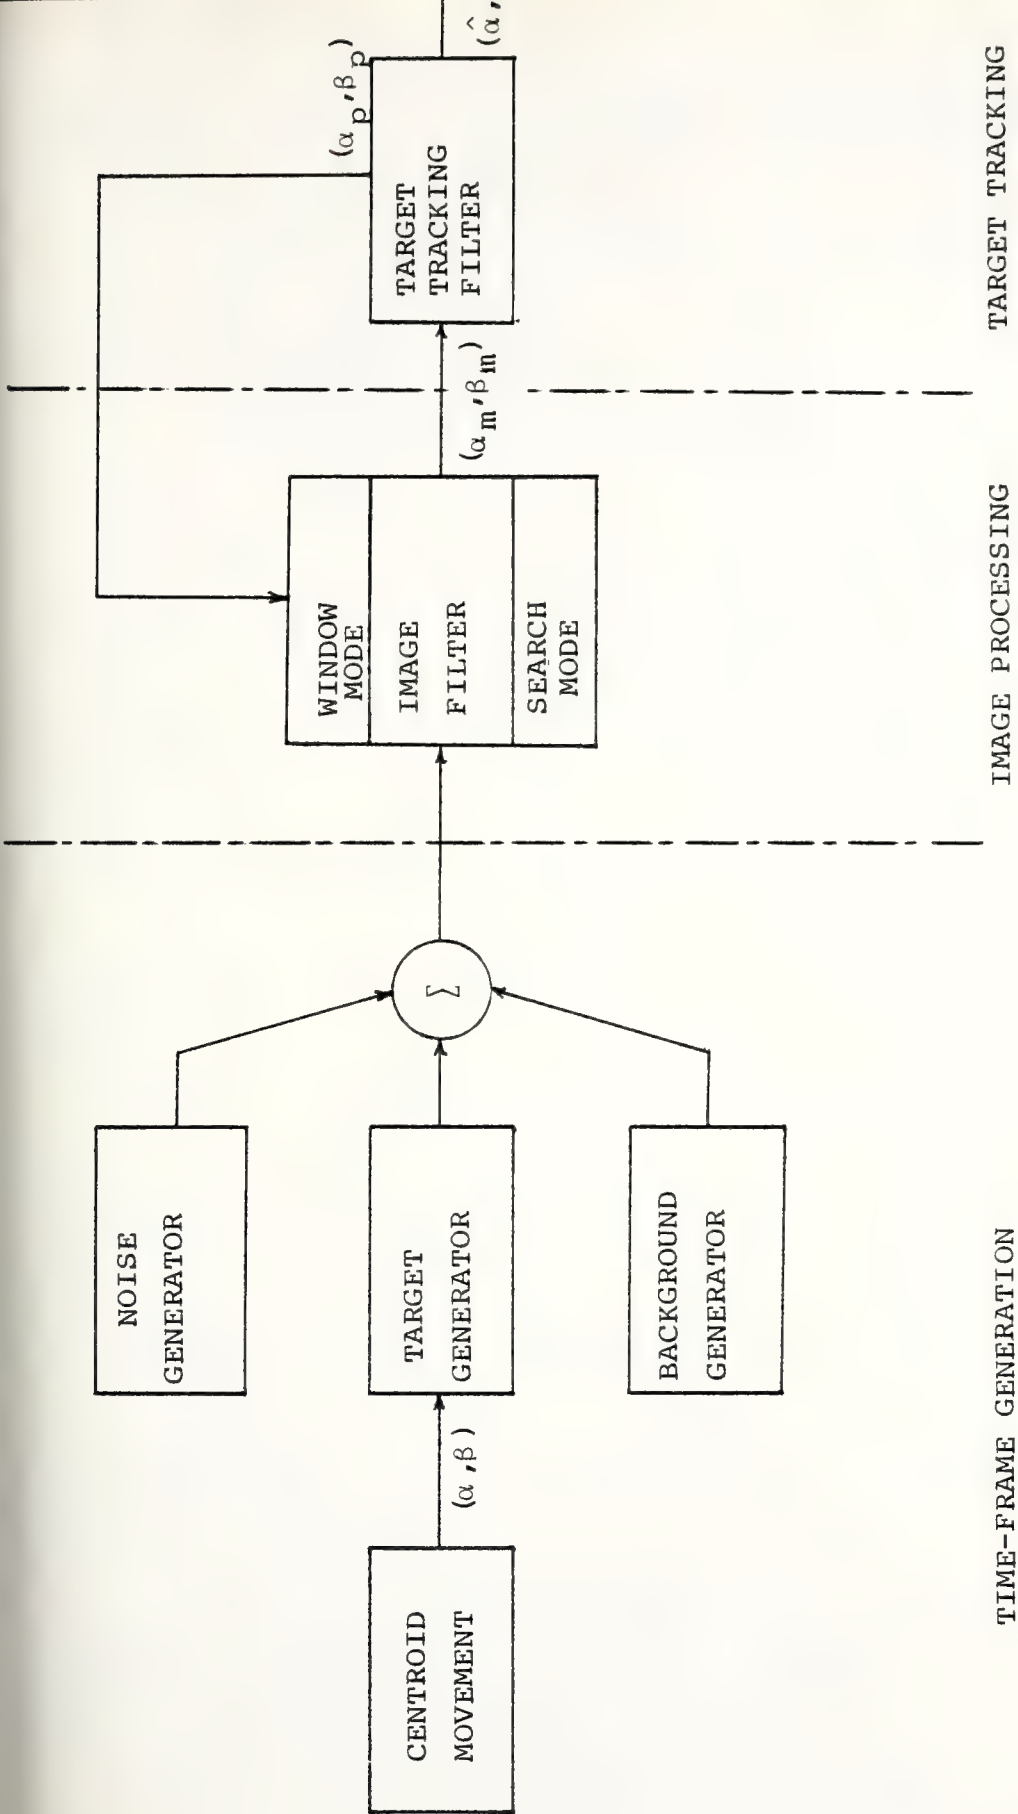 CENTROID
MOVEMENT
(α,β)
NOISE
GENERATOR
TARGET
GENERATOR
BACKGROUND
GENERATOR
Σ
WINDOW
MODE
IMAGE
FILTER
SEARCH
MODE
(αm,βm)
TARGET
TRACKING
FILTER
(αp,βp)
(α̂,
TIME-FRAME GENERATION
IMAGE PROCESSING
TARGET TRACKING